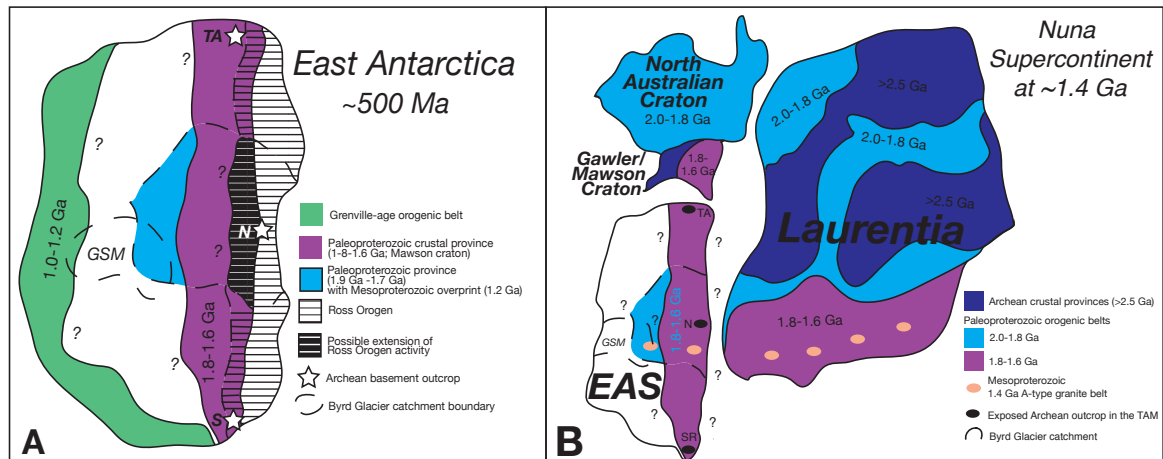 TA
East Antarctica
~500 Ma
?
?
?
?
N
?
?
GSM
1.0-1.2 Ga
1.8-1.6 Ga
S
Grenville-age orogenic belt
Paleoproterozoic crustal province
(1-8-1.6 Ga; Mawson craton)
Paleoproterozoic province
(1.9 Ga -1.7 Ga)
with Mesoproterozoic overprint (1.2 Ga)
Ross Orogen
Possible extension of
Ross Orogen activity
Archean basement outcrop
Byrd Glacier catchment boundary
A
Nuna
Supercontinent
at ~1.4 Ga
North
Australian
Craton
2.0-1.8 Ga
Gawler/
Mawson
Craton
1.8-
1.6 Ga
2.0-1.8 Ga
>2.5 Ga
2.0-1.8 Ga
>2.5 Ga
Laurentia
1.8-1.6 Ga
TA
?
?
?
1.8-1.6 Ga
N
?
GSM
EAS
?
?
?
SR
Archean crustal provinces (>2.5 Ga)
Paleoproterozoic orogenic belts
2.0-1.8 Ga
1.8-1.6 Ga
Mesoproterozoic
1.4 Ga A-type granite belt
Exposed Archean outcrop in the TAM
Byrd Glacier catchment
B